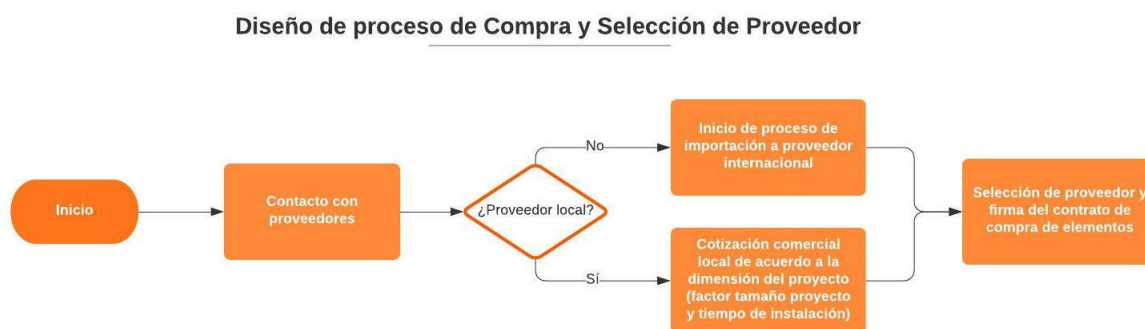 Diseño de proceso de Compra y Selección de Proveedor
Inicio
Contacto con
proveedores
¿Proveedor local?
No
Inicio de proceso de
importación a proveedor
internacional
Sí
Cotización comercial
local de acuerdo a la
dimensión del proyecto
(factor tamaño proyecto
y tiempo de instalación)
Selección de proveedor y
firma del contrato de
compra de elementos